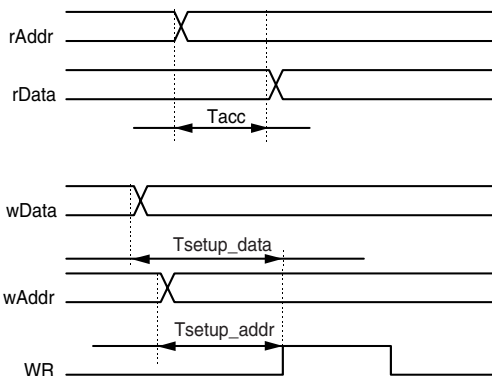 rAddr
rData
Tacc
wData
Tsetup_data
wAddr
Tsetup_addr
WR